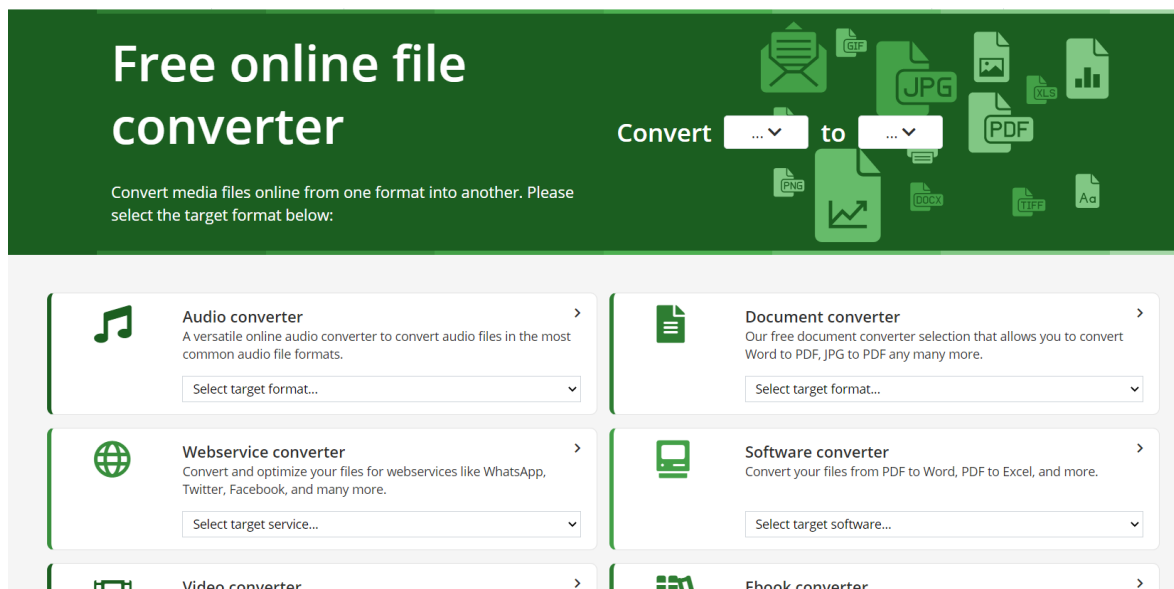 Free online file
converter
Convert media files online from one format into another. Please
select the target format below:
Convert ... to ...
GIF
JPG
XLS
PDF
PNG
DOCX
TIFF
Aa
Audio converter
A versatile online audio converter to convert audio files in the most
common audio file formats.
Select target format...
Document converter
Our free document converter selection that allows you to convert
Word to PDF, JPG to PDF any many more.
Select target format...
Webservice converter
Convert and optimize your files for webservices like WhatsApp,
Twitter, Facebook, and many more.
Select target service...
Software converter
Convert your files from PDF to Word, PDF to Excel, and more.
Select target software...
Video converter
Ebook converter